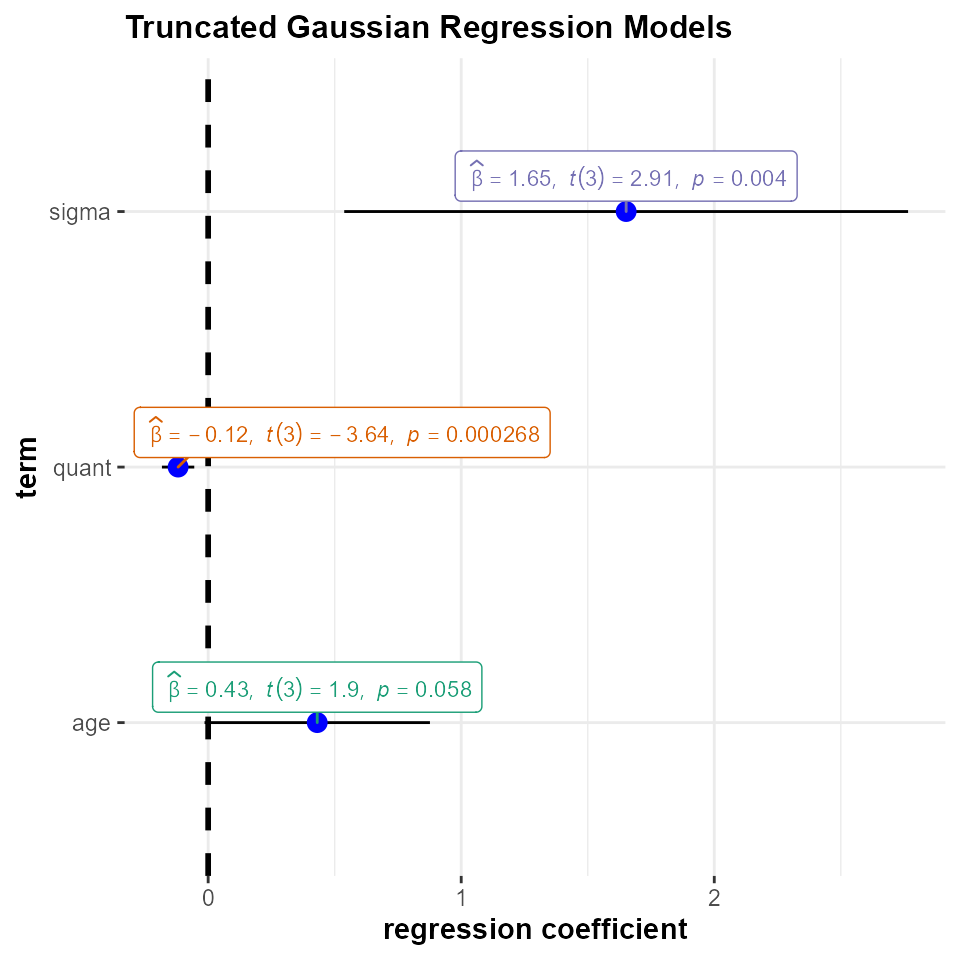 Truncated Gaussian Regression Models
β̂ = 1.65, t(3) = 2.91, p = 0.004
sigma
β̂ = − 0.12, t(3) = − 3.64, p = 0.000268
quant
β̂ = 0.43, t(3) = 1.9, p = 0.058
age
term
0 1 2
regression coefficient